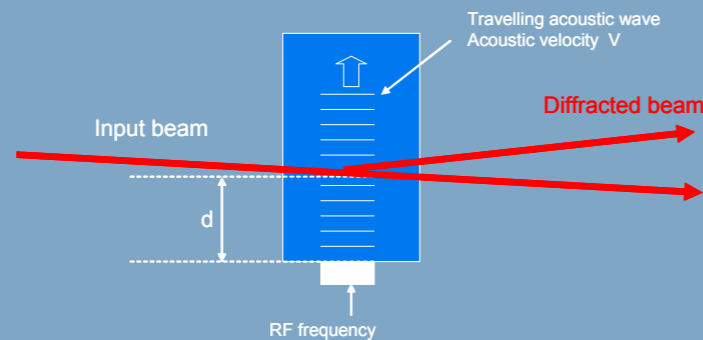 Travelling acoustic wave
Acoustic velocity V
Diffracted beam
Input beam
d
RF frequency